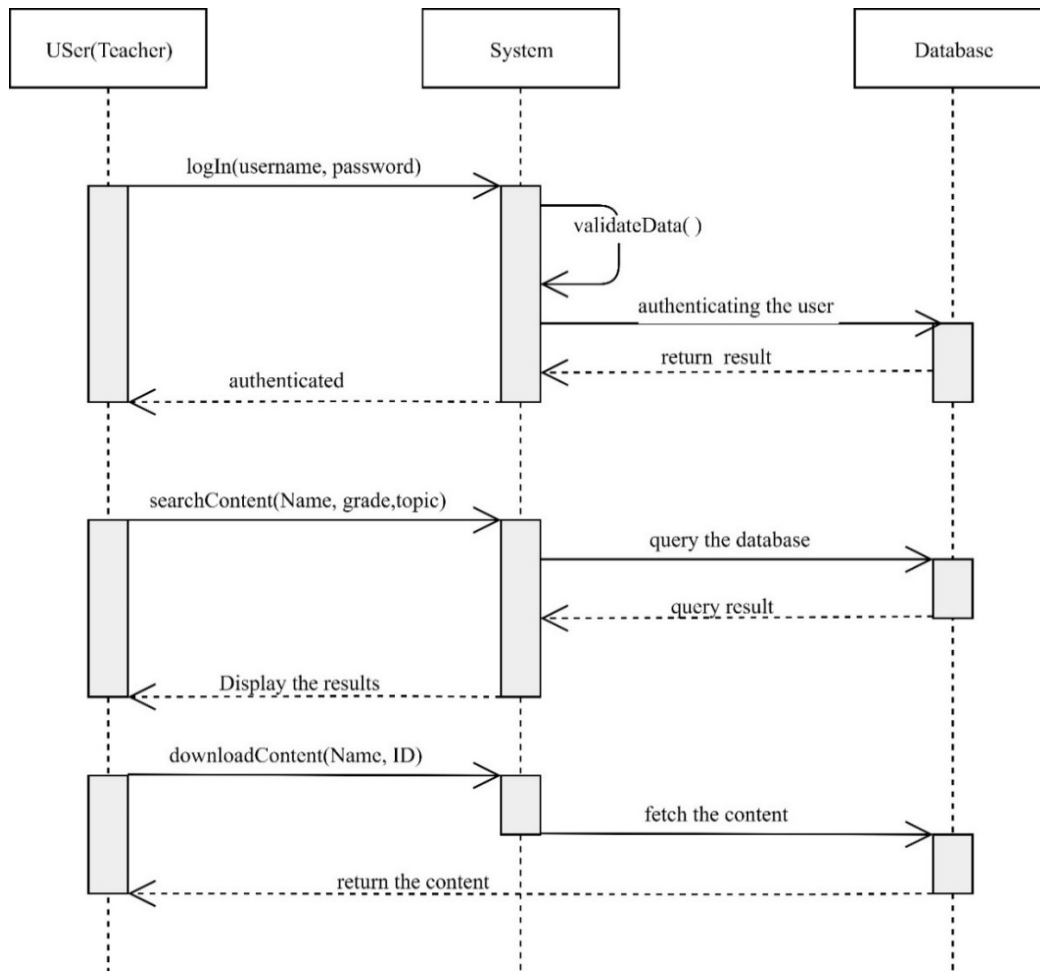 USer(Teacher)
System
Database
logIn(username, password)
validateData( )
authenticating the user
return result
authenticated
searchContent(Name, grade,topic)
query the database
query result
Display the results
downloadContent(Name, ID)
fetch the content
return the content